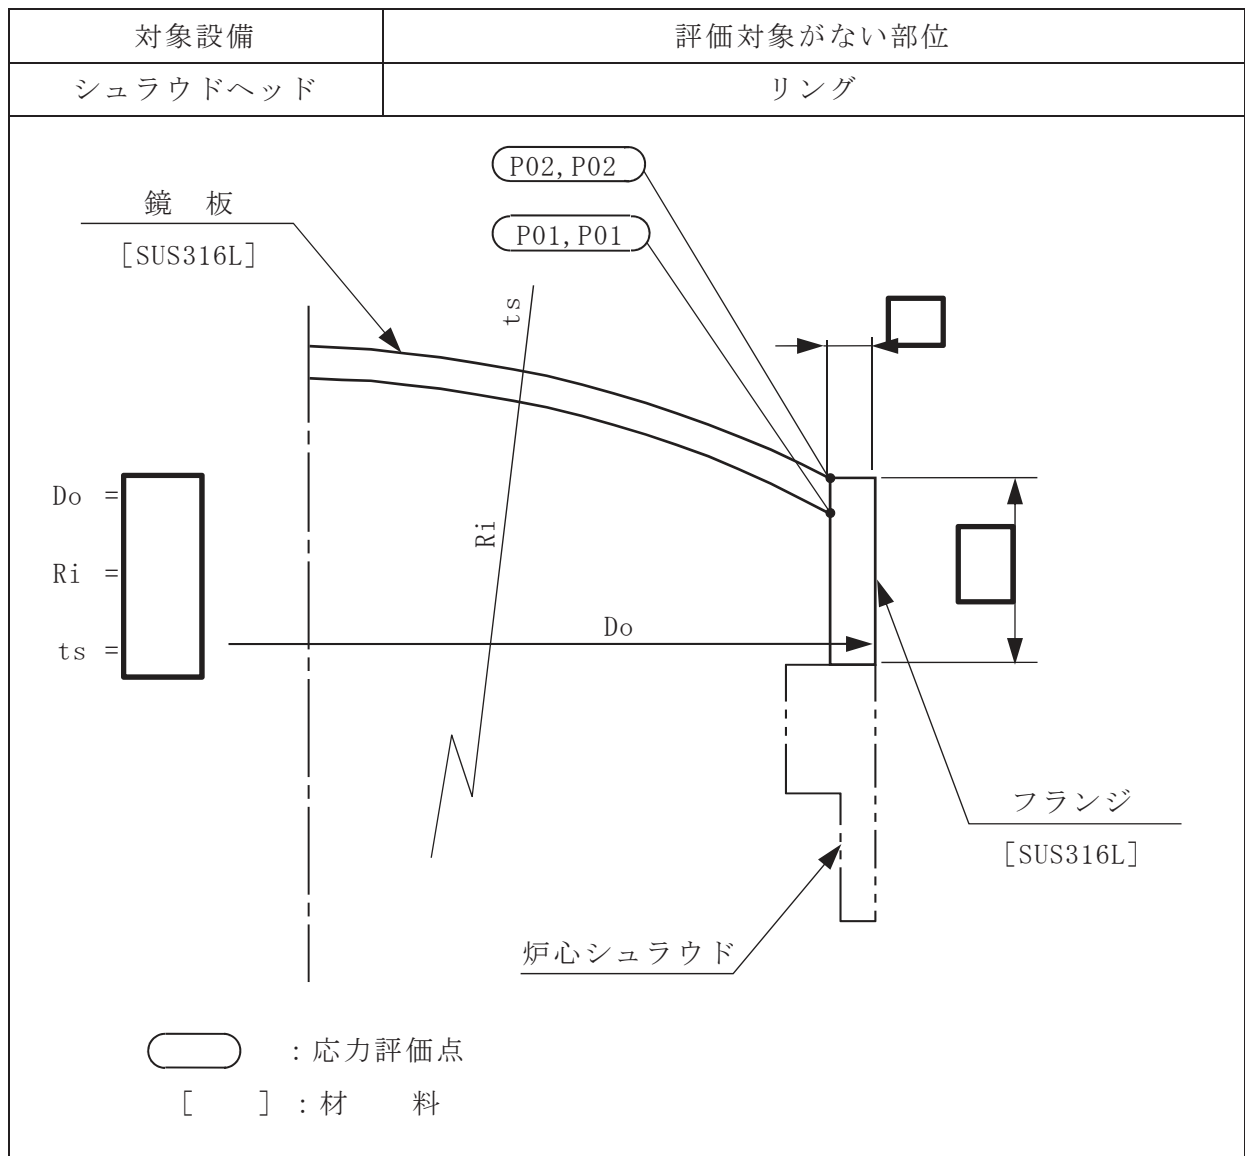 対象設備 評価対象がない部位
シュラウドヘッド リング
P02, P02
鏡 板
P01, P01
[SUS316L]
ts
Do =
Ri
Ri =
Do
ts =
フランジ
[SUS316L]
炉心シュラウド
:応力評価点
[ ]:材 料